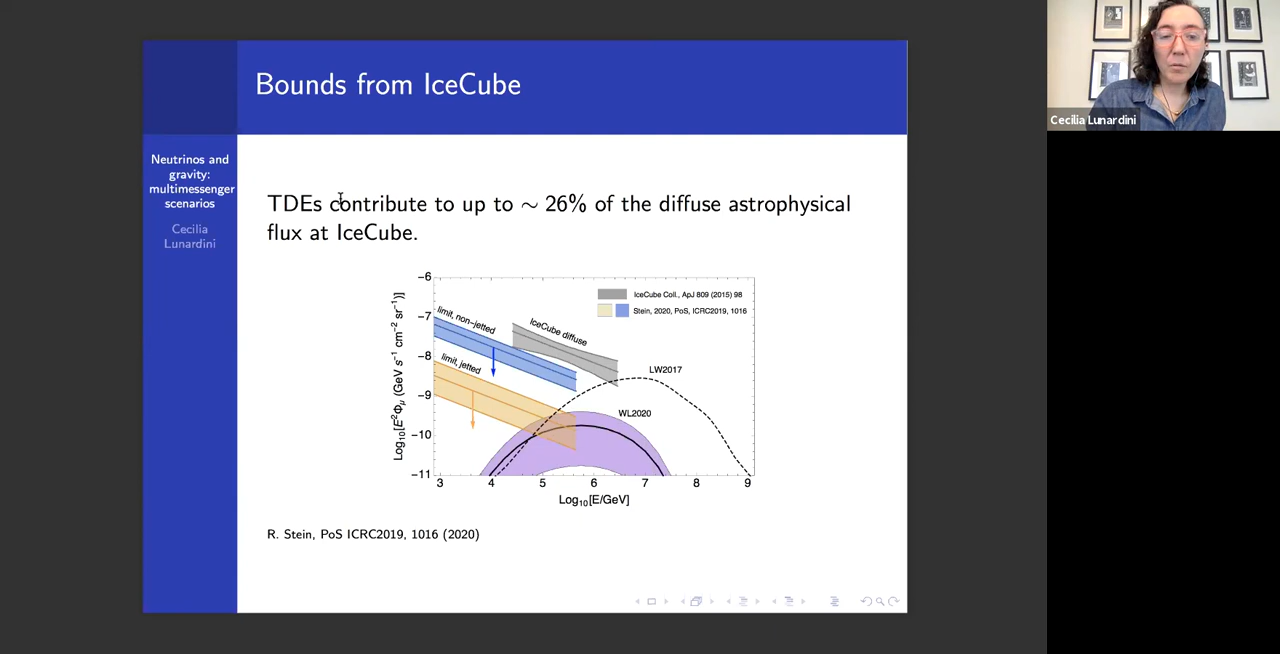 Bounds from IceCube
Neutrinos and
gravity:
multimessenger
scenarios
Cecilia
Lunardini
TDEs contribute to up to ∼ 26% of the diffuse astrophysical
flux at IceCube.
-6
-7
-8
-9
-10
-11
Log10[E²Φμ (GeV s⁻¹ cm⁻² sr⁻¹)]
limit, non-jetted
limit, jetted
IceCube diffuse
IceCube Coll., ApJ 809 (2015) 98
Stein, 2020, PoS, ICRC2019, 1016
LW2017
WL2020
3 4 5 6 7 8 9
Log10[E/GeV]
R. Stein, PoS ICRC2019, 1016 (2020)
Cecilia Lunardini